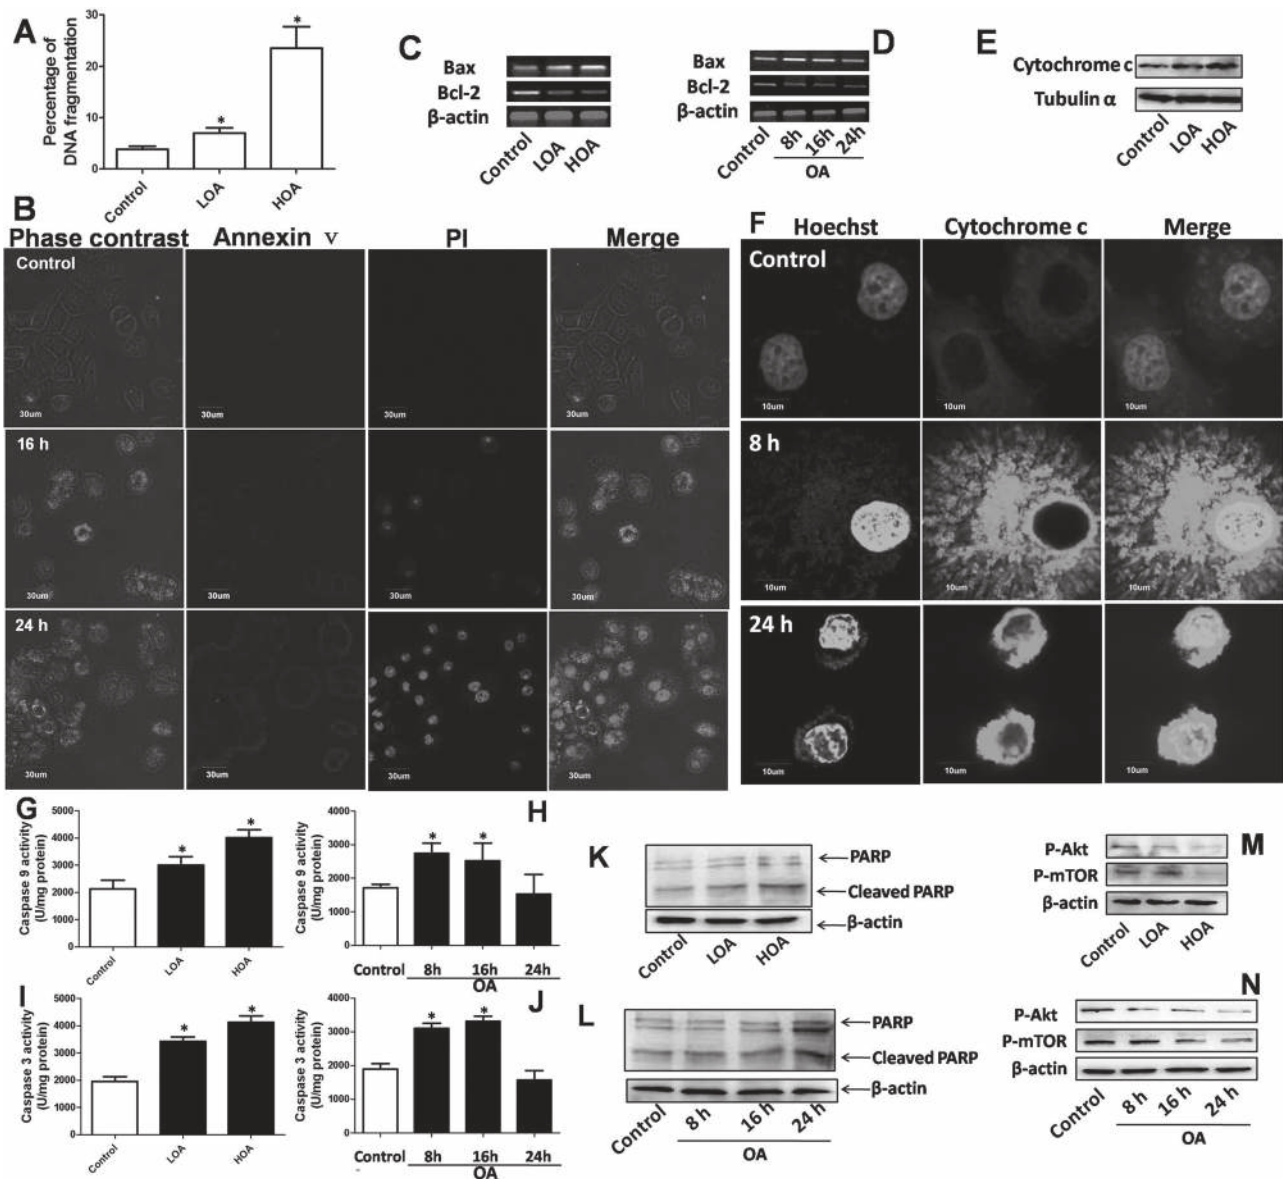 A
Percentage of
DNA fragmentation
30
20
10
0
*
*
Control
LOA
HOA
C
Bax
Bcl-2
β-actin
Control
LOA
HOA
D
Bax
Bcl-2
β-actin
Control
8h
16h
24h
OA
E
Cytochrome c
Tubulin α
Control
LOA
HOA
B
Phase contrast Annexin V PI Merge
Control
30um 30um 30um 30um
16 h
30um 30um 30um 30um
24 h
30um 30um 30um 30um
F
Hoechst Cytochrome c Merge
Control
10um 10um 10um
8 h
10um 10um 10um
24 h
10um 10um 10um
G
Caspase 9 activity
(U/mg protein)
5000
4000
3000
2000
1000
0
*
*
Control
LOA
HOA
H
Caspase 9 activity
(U/mg protein)
4000
3000
2000
1000
0
* *
Control 8h 16h 24h
OA
I
Caspase 3 activity
(U/mg protein)
5000
4000
3000
2000
1000
0
*
*
Control
LOA
HOA
J
Caspase 3 activity
(U/mg protein)
4000
3000
2000
1000
0
* *
Control 8h 16h 24h
OA
K
PARP
Cleaved PARP
β-actin
Control
LOA
HOA
L
PARP
Cleaved PARP
β-actin
Control
8 h
16 h
24 h
OA
M
P-Akt
P-mTOR
β-actin
Control
LOA
HOA
N
P-Akt
P-mTOR
β-actin
Control
8 h
16 h
24 h
OA